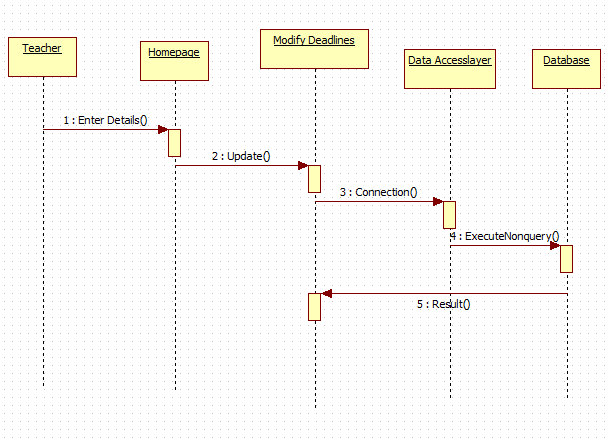 Teacher
Homepage
Modify Deadlines
Data Accesslayer
Database
1 : Enter Details()
2 : Update()
3 : Connection()
4 : ExecuteNonquery()
5 : Result()